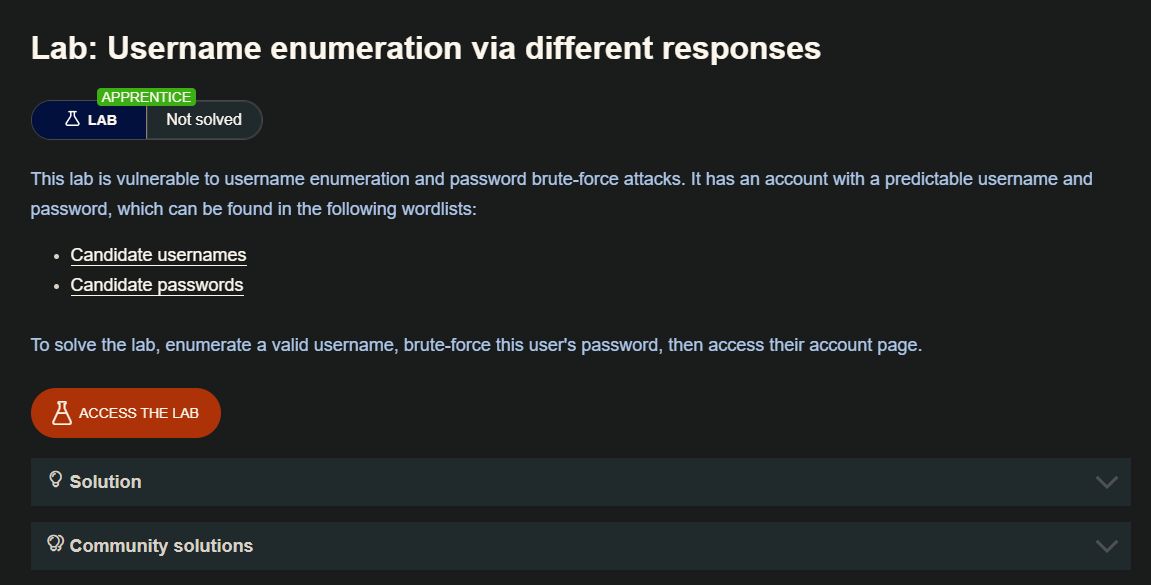 Lab: Username enumeration via different responses
APPRENTICE
LAB Not solved
This lab is vulnerable to username enumeration and password brute-force attacks. It has an account with a predictable username and
password, which can be found in the following wordlists:
• Candidate usernames
• Candidate passwords
To solve the lab, enumerate a valid username, brute-force this user's password, then access their account page.
ACCESS THE LAB
Solution
Community solutions